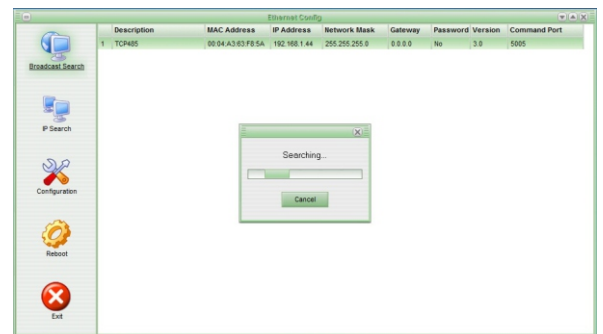 Ethernet Config
Description MAC Address IP Address Network Mask Gateway Password Version Command Port
1 TCP485 00:04:A3:63:F8:5A 192.168.1.44 255.255.255.0 0.0.0.0 No 3.0 5005
Broadcast Search
IP Search
Searching...
Cancel
Configuration
Reboot
Exit